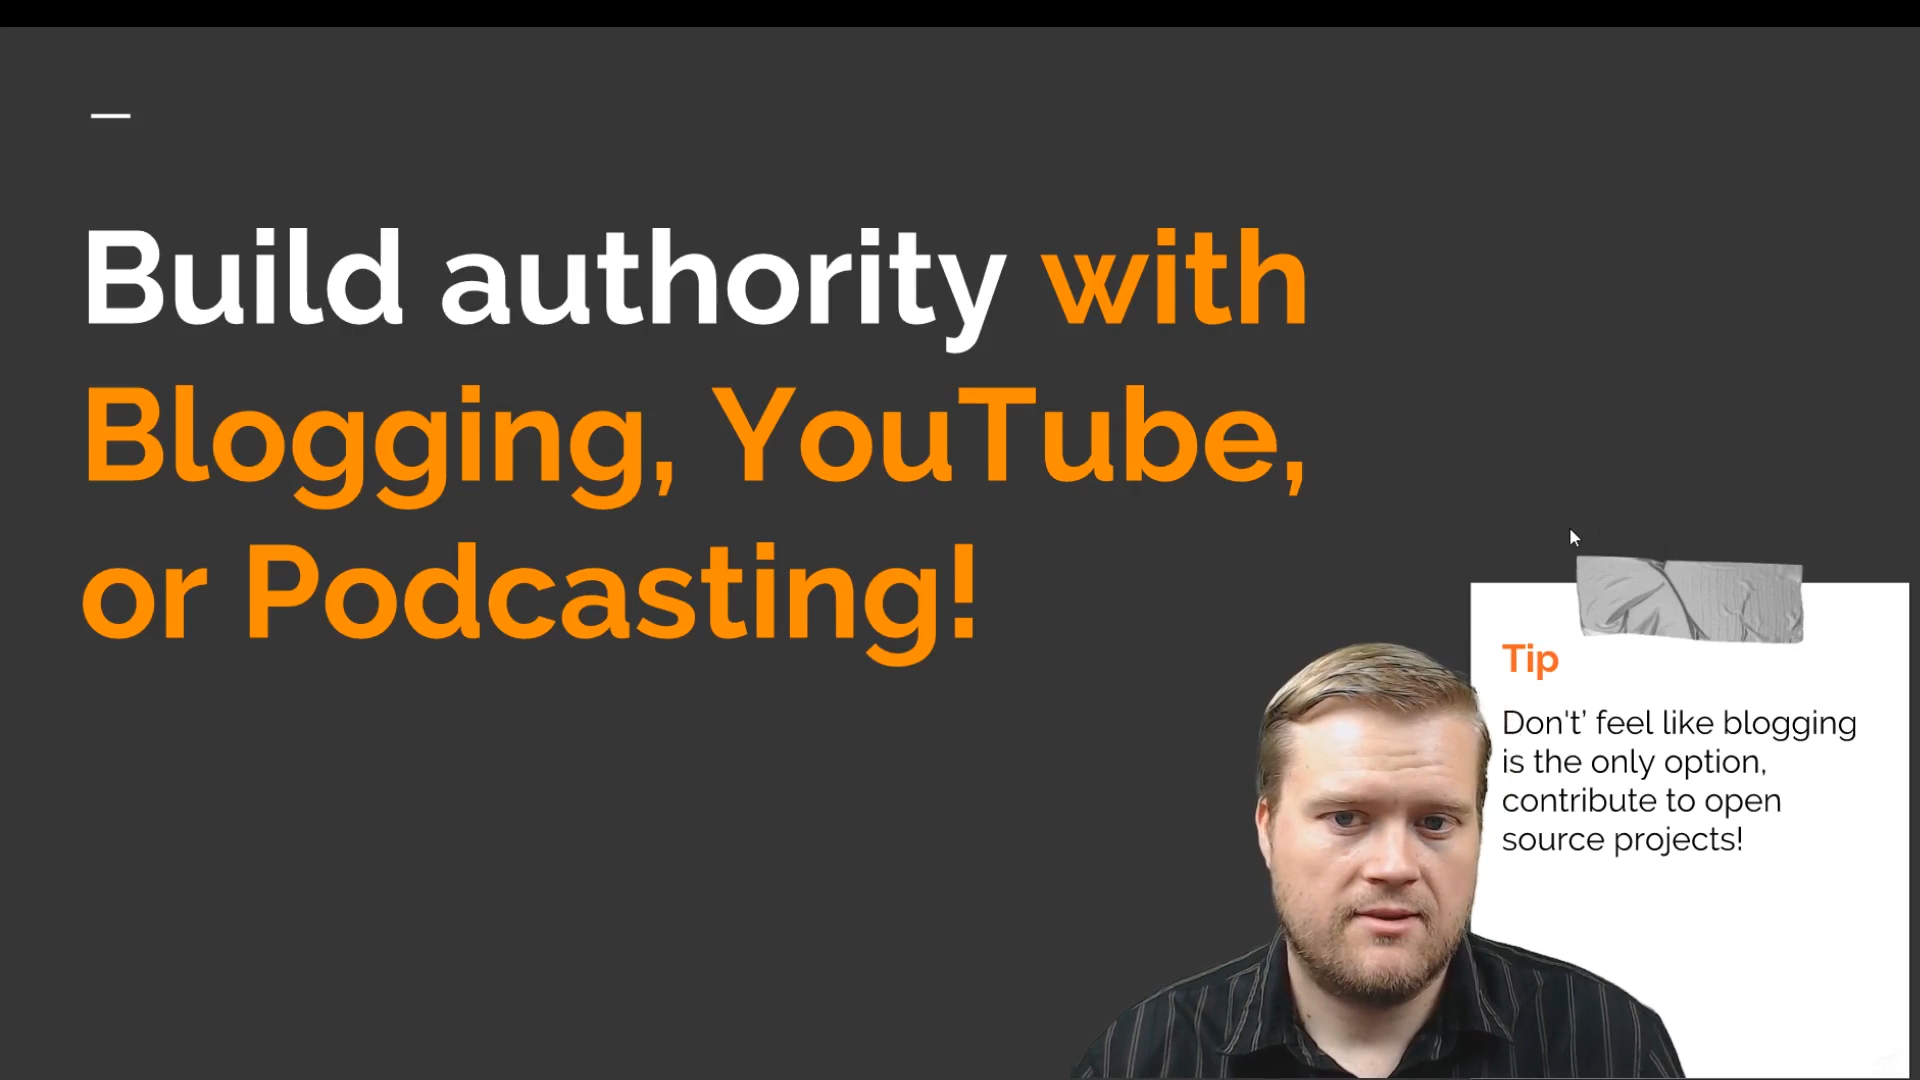 Build authority with
Blogging, YouTube,
or Podcasting!
Tip
Don't’ feel like blogging
is the only option,
contribute to open
source projects!